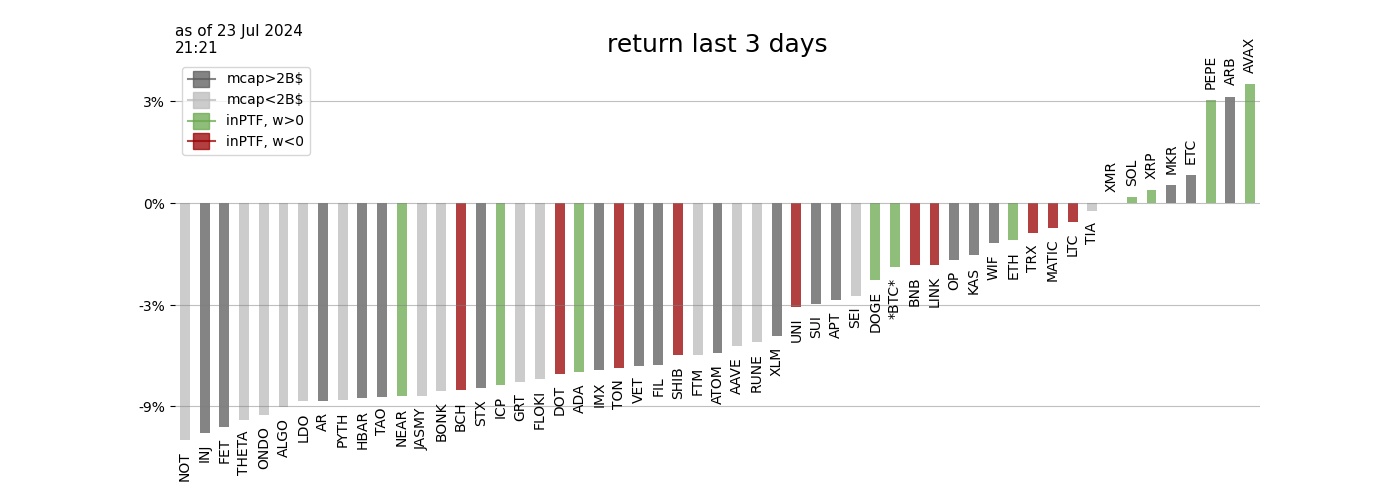 as of 23 Jul 2024
21:21
return last 3 days
mcap>2B$
mcap<2B$
inPTF, w>0
inPTF, w<0
3%
0%
-3%
-9%
NOT
INJ
FET
THETA
ONDO
ALGO
LDO
AR
PYTH
HBAR
TAO
NEAR
JASMY
BONK
BCH
STX
ICP
GRT
FLOKI
DOT
ADA
IMX
TON
VET
FIL
SHIB
FTM
ATOM
AAVE
RUNE
XLM
UNI
SUI
APT
SEI
DOGE
*BTC*
BNB
LINK
OP
KAS
WIF
ETH
TRX
MATIC
LTC
TIA
XMR
SOL
XRP
MKR
ETC
PEPE
ARB
AVAX